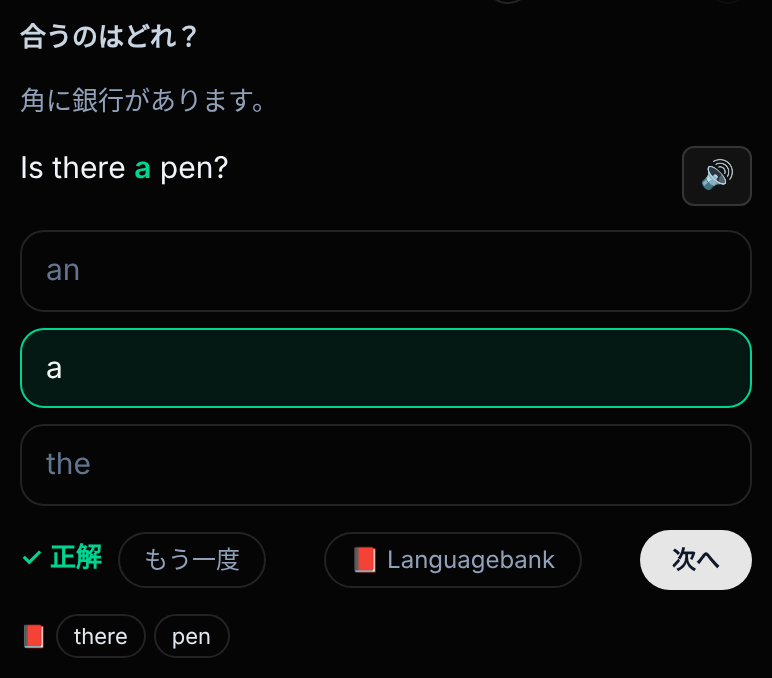 合うのはどれ？
角に銀行があります。
Is there a pen?
an
a
the
✓ 正解 もう一度 Languagebank 次へ
there pen